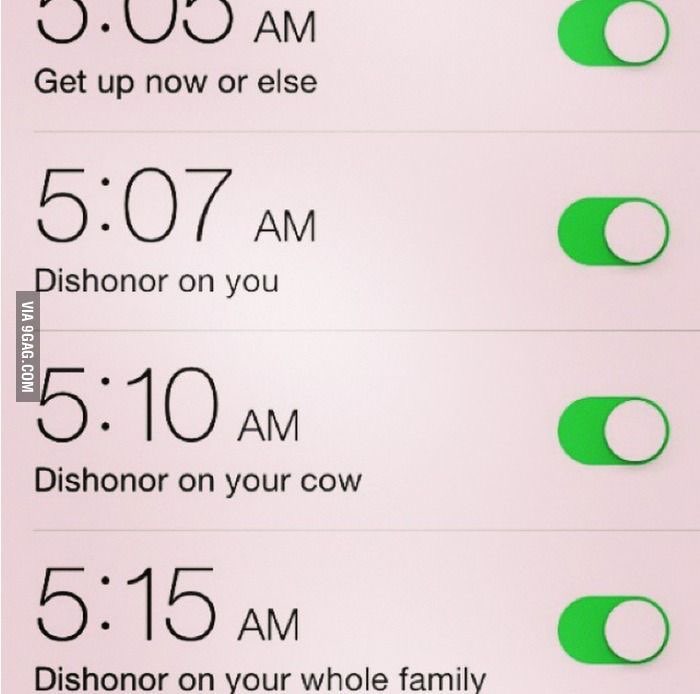 5:05 AM
Get up now or else
5:07 AM
Dishonor on you
VIA 9GAG.COM
5:10 AM
Dishonor on your cow
5:15 AM
Dishonor on your whole family